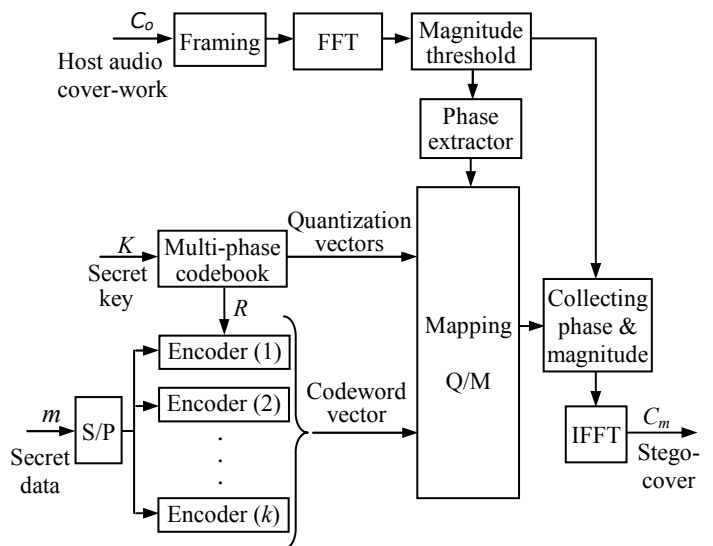 C_o
Host audio
cover-work
Framing
FFT
Magnitude
threshold
Phase
extractor
K
Secret
key
Multi-phase
codebook
Quantization
vectors
R
Mapping
Q/M
Collecting
phase &
magnitude
m
Secret
data
S/P
Encoder (1)
Encoder (2)
.
.
.
Encoder (k)
Codeword
vector
IFFT
C_m
Stego-
cover